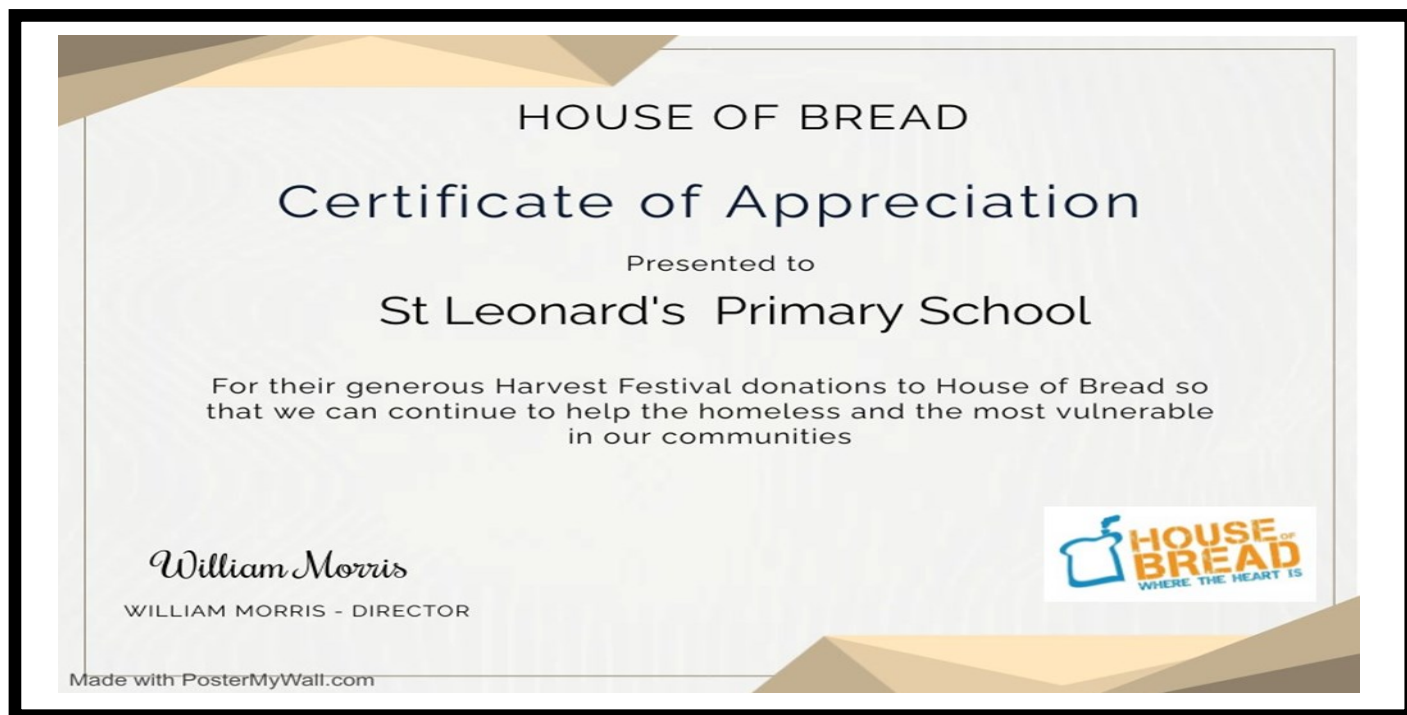 HOUSE OF BREAD
Certificate of Appreciation
Presented to
St Leonard's Primary School
For their generous Harvest Festival donations to House of Bread so
that we can continue to help the homeless and the most vulnerable
in our communities
William Morris
WILLIAM MORRIS - DIRECTOR
HOUSE OF
BREAD
WHERE THE HEART IS
Made with PosterMyWall.com